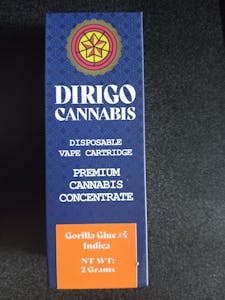 DIRIGO
CANNABIS
DISPOSABLE
VAPE CARTRIDGE
PREMIUM
CANNABIS
CONCENTRATE
Gorilla Glue #4
Indica
NT WT:
2 Grams